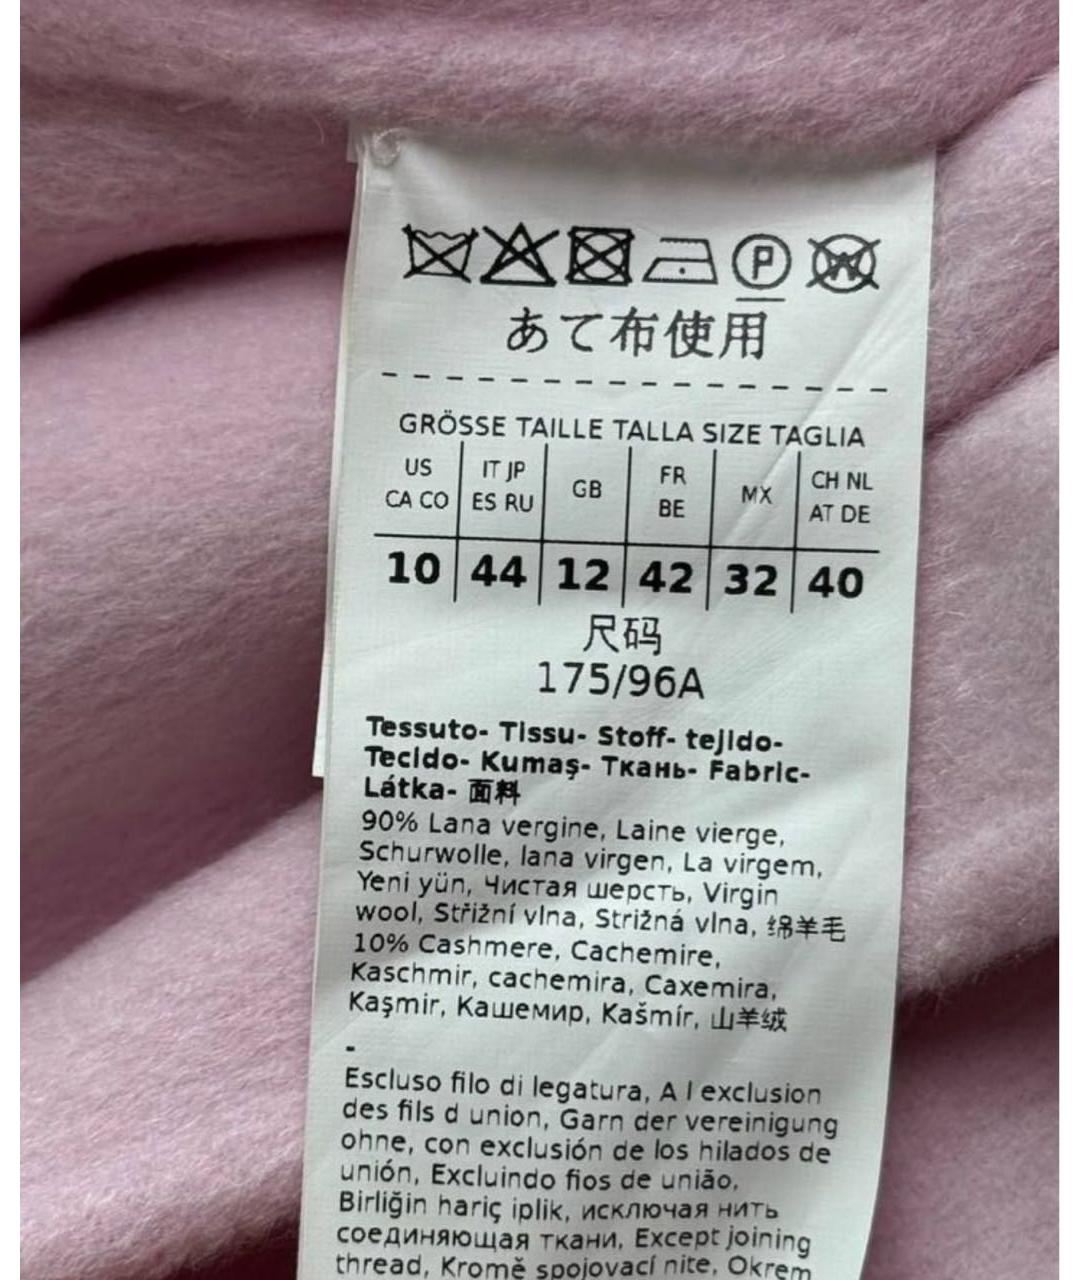 P W
あて布使用
GRÖSSE TAILLE TALLA SIZE TAGLIA
US CA CO | IT JP ES RU | GB | FR BE | MX | CH NL AT DE
10 | 44 | 12 | 42 | 32 | 40
尺码
175/96A
Tessuto- Tissu- Stoff- tejido-
Tecido- Kumaş- Ткань- Fabric-
Látka- 面料
90% Lana vergine, Laine vierge,
Schurwolle, lana virgen, La virgem,
Yeni yün, Чистая шерсть, Virgin
wool, Střižní vlna, Strižná vlna, 绵羊毛
10% Cashmere, Cachemire,
Kaschmir, cachemira, Caxemira,
Kaşmir, Кашемир, Kašmír, 山羊绒
-
Escluso filo di legatura, A l exclusion
des fils d union, Garn der vereinigung
ohne, con exclusión de los hilados de
unión, Excluindo fios de união,
Birliğin hariç iplik, исключая нить
соединяющая ткани, Except joining
thread, Kromě spojovací nite, Okrem